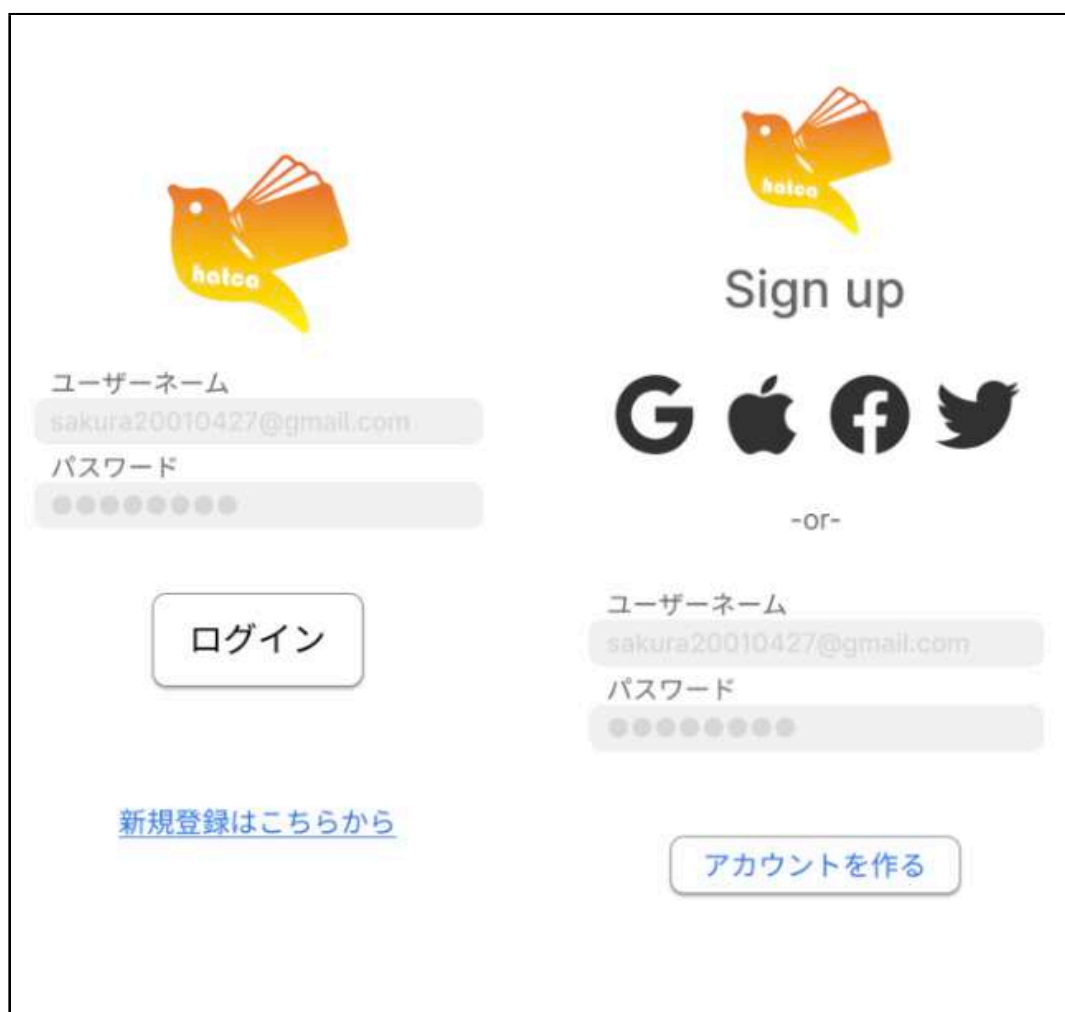 hatca
ユーザーネーム
sakura20010427@gmail.com
パスワード
●●●●●●●●
ログイン
新規登録はこちらから
hatca
Sign up
-or-
ユーザーネーム
sakura20010427@gmail.com
パスワード
●●●●●●●●
アカウントを作る